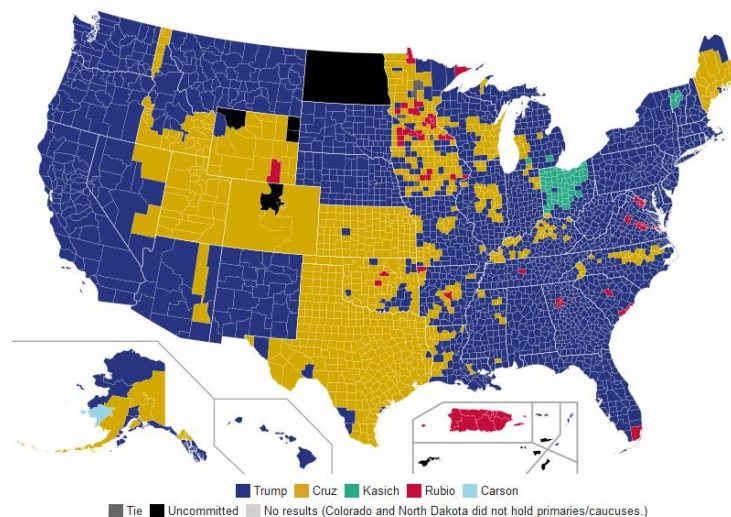 Trump Cruz Kasich Rubio Carson
Tie Uncommitted No results (Colorado and North Dakota did not hold primaries/caucuses.)